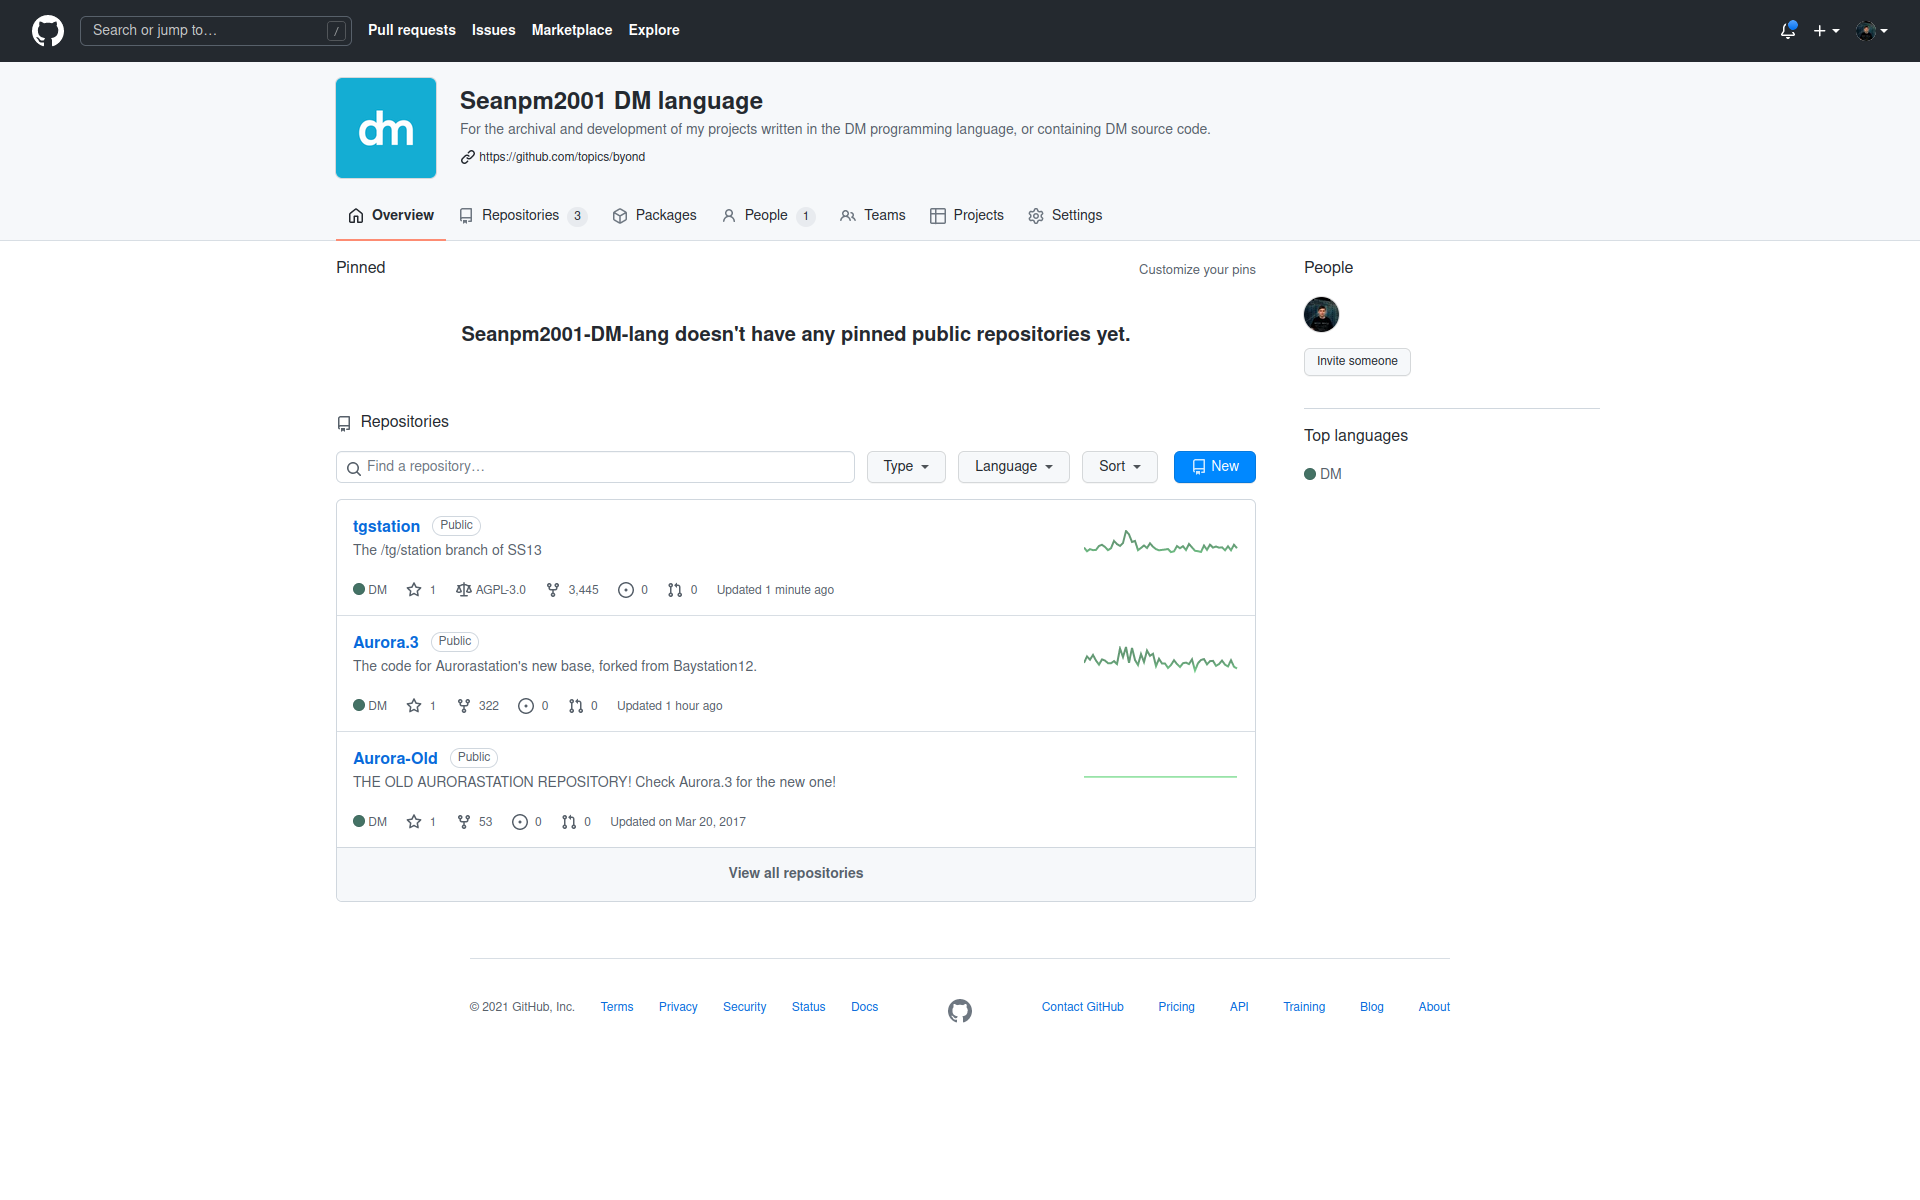 Search or jump to… / Pull requests Issues Marketplace Explore
dm
Seanpm2001 DM language
For the archival and development of my projects written in the DM programming language, or containing DM source code.
https://github.com/topics/byond
Overview Repositories 3 Packages People 1 Teams Projects Settings
Pinned Customize your pins
Seanpm2001-DM-lang doesn't have any pinned public repositories yet.
People
Invite someone
Top languages
DM
Repositories
Find a repository… Type Language Sort New
tgstation Public
The /tg/station branch of SS13
DM 1 AGPL-3.0 3,445 0 0 Updated 1 minute ago
Aurora.3 Public
The code for Aurorastation's new base, forked from Baystation12.
DM 1 322 0 0 Updated 1 hour ago
Aurora-Old Public
THE OLD AURORASTATION REPOSITORY! Check Aurora.3 for the new one!
DM 1 53 0 0 Updated on Mar 20, 2017
View all repositories
© 2021 GitHub, Inc. Terms Privacy Security Status Docs Contact GitHub Pricing API Training Blog About